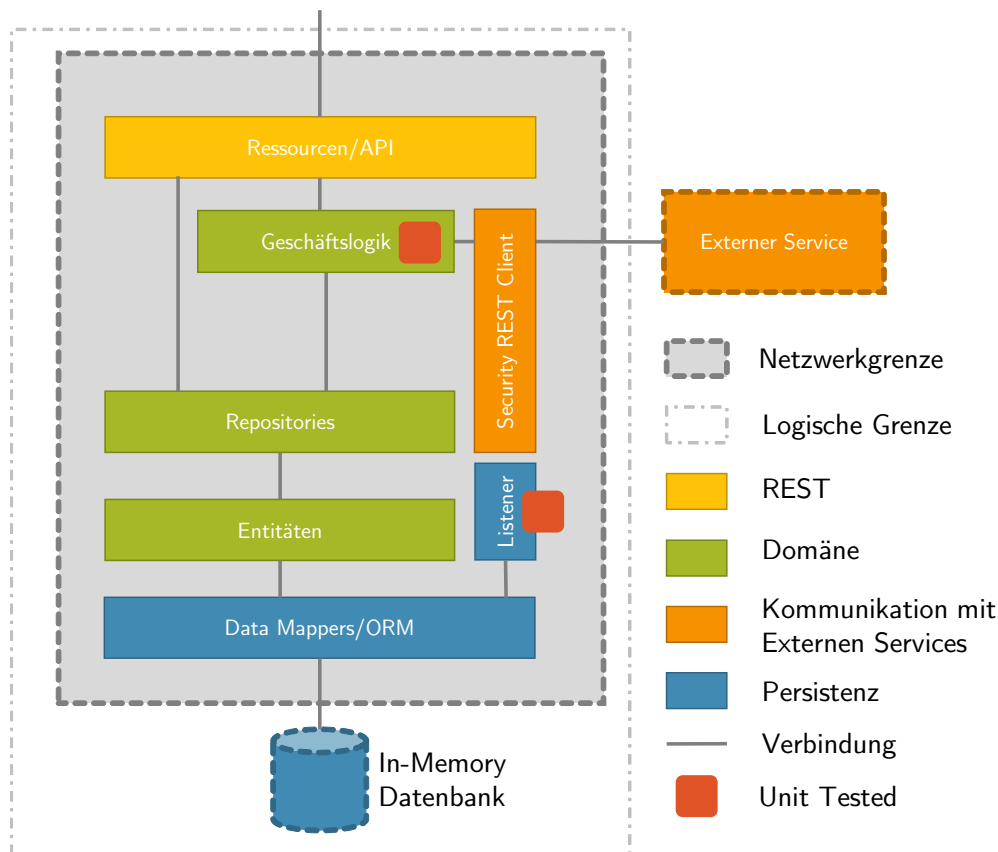 Ressourcen/API
Geschäftslogik
Security REST Client
Externer Service
Repositories
Listener
Entitäten
Data Mappers/ORM
In-Memory
Datenbank
Netzwerkgrenze
Logische Grenze
REST
Domäne
Kommunikation mit
Externen Services
Persistenz
Verbindung
Unit Tested